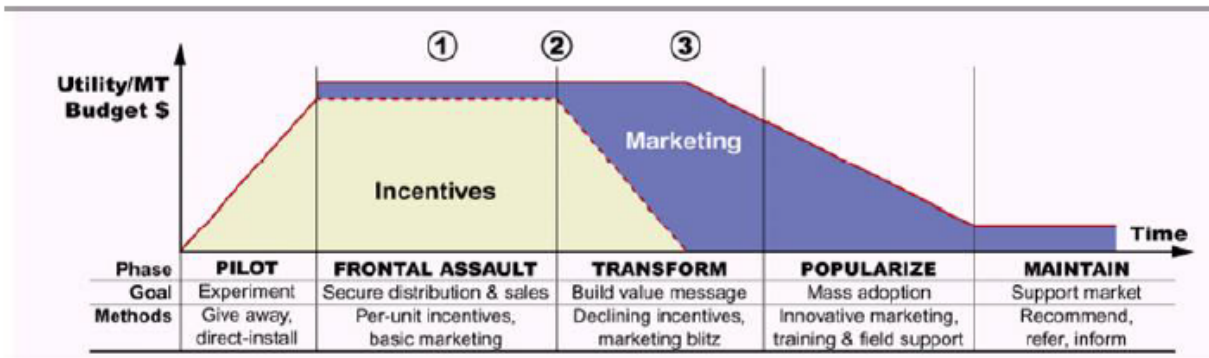 ① ② ③
Utility/MT
Budget $
Marketing
Incentives
Time
Phase PILOT FRONTAL ASSAULT TRANSFORM POPULARIZE MAINTAIN
Goal Experiment Secure distribution & sales Build value message Mass adoption Support market
Methods Give away, Per-unit incentives, Declining incentives, Innovative marketing, Recommend,
direct-install basic marketing marketing blitz training & field support refer, inform